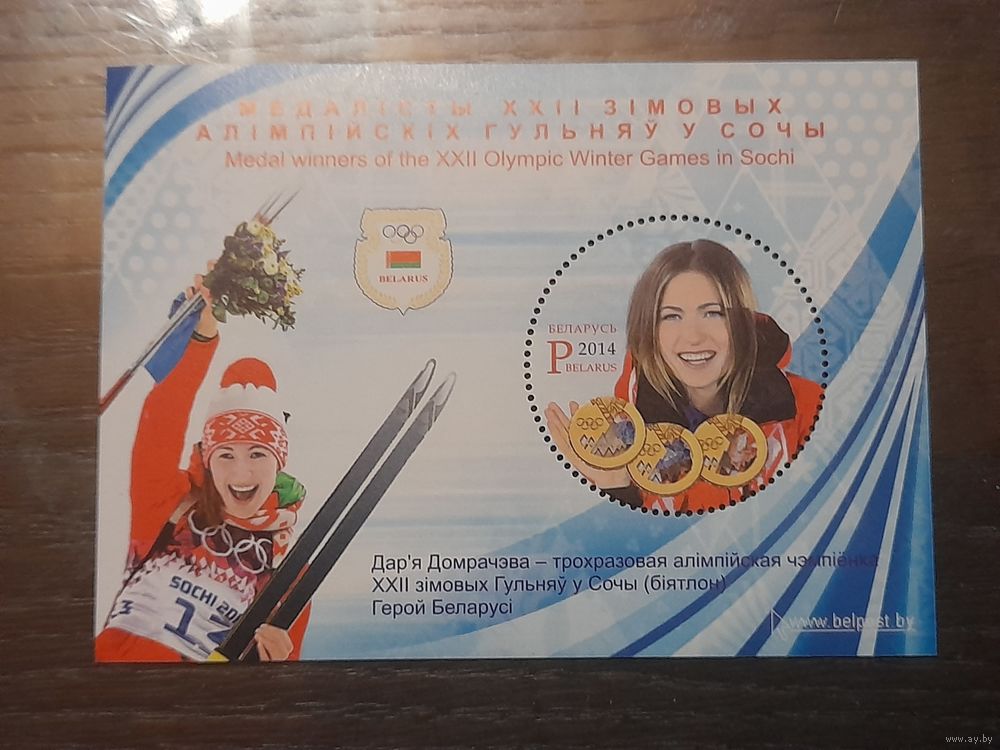 МЕДАЛІСТЫ XXII ЗІМОВЫХ
АЛІМПІЙСКІХ ГУЛЬНЯЎ У СОЧЫ
Medal winners of the XXII Olympic Winter Games in Sochi
BELARUS
БЕЛАРУСЬ
P 2014
BELARUS
SOCHI
Дар'я Домрачэва – трохразовая алімпійская чэмпіёнка
XXII зімовых Гульняў у Сочы (біятлон)
Герой Беларусі
www.belpost.by
www.ay.by